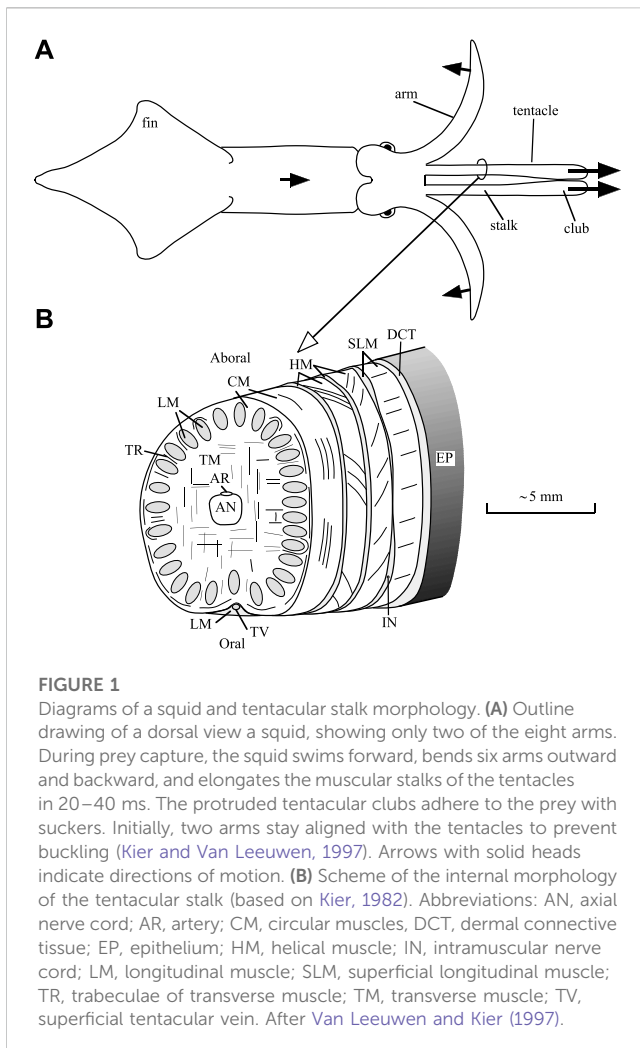 A
fin
arm
tentacle
stalk
club
B
Aboral
CM
HM
SLM
DCT
LM
TR
TM
AR
AN
EP
~5 mm
LM
TV
Oral
IN
FIGURE 1
Diagrams of a squid and tentacular stalk morphology. (A) Outline
drawing of a dorsal view a squid, showing only two of the eight arms.
During prey capture, the squid swims forward, bends six arms outward
and backward, and elongates the muscular stalks of the tentacles
in 20–40 ms. The protruded tentacular clubs adhere to the prey with
suckers. Initially, two arms stay aligned with the tentacles to prevent
buckling (Kier and Van Leeuwen, 1997). Arrows with solid heads
indicate directions of motion. (B) Scheme of the internal morphology
of the tentacular stalk (based on Kier, 1982). Abbreviations: AN, axial
nerve cord; AR, artery; CM, circular muscles, DCT, dermal connective
tissue; EP, epithelium; HM, helical muscle; IN, intramuscular nerve
cord; LM, longitudinal muscle; SLM, superficial longitudinal muscle;
TR, trabeculae of transverse muscle; TM, transverse muscle; TV,
superficial tentacular vein. After Van Leeuwen and Kier (1997).